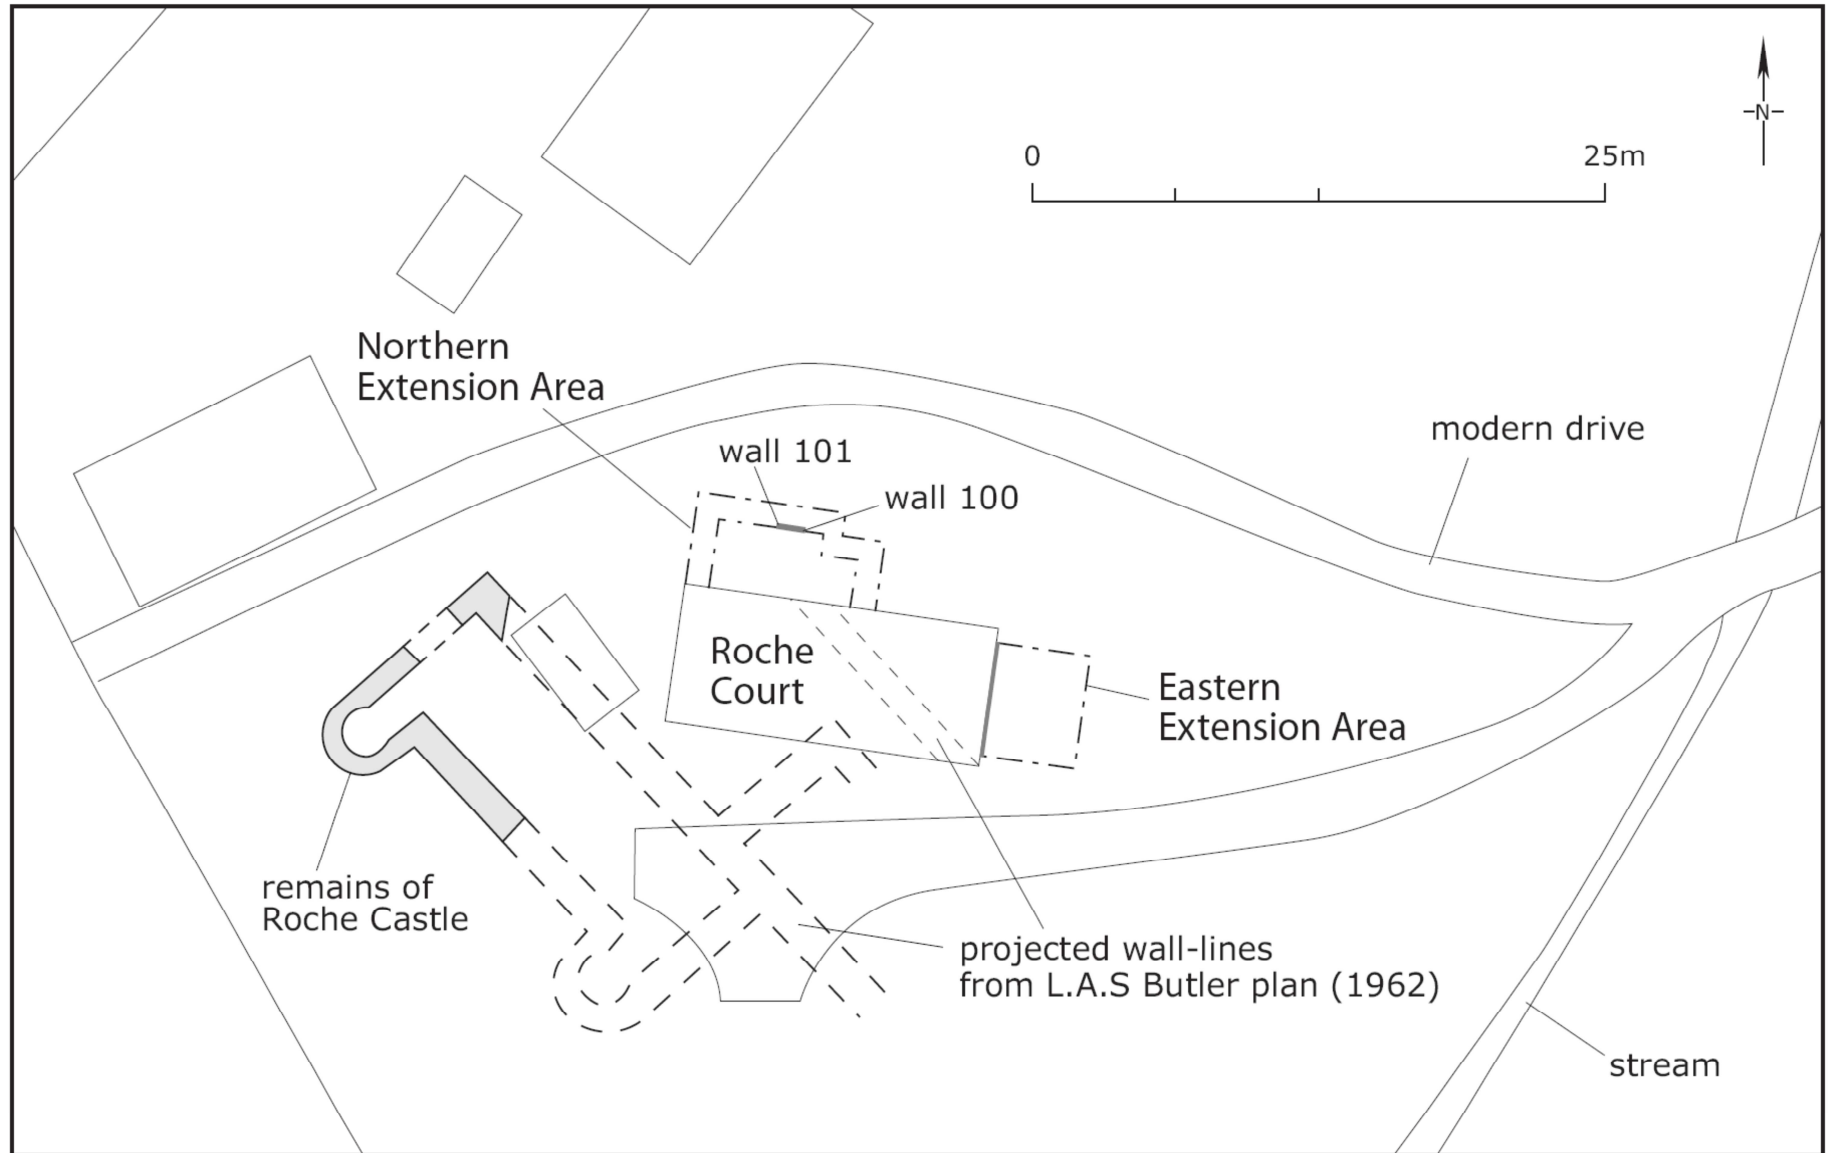 N
0
25m
Northern
Extension Area
modern drive
wall 101
wall 100
Roche
Court
Eastern
Extension Area
remains of
Roche Castle
projected wall-lines
from L.A.S Butler plan (1962)
stream